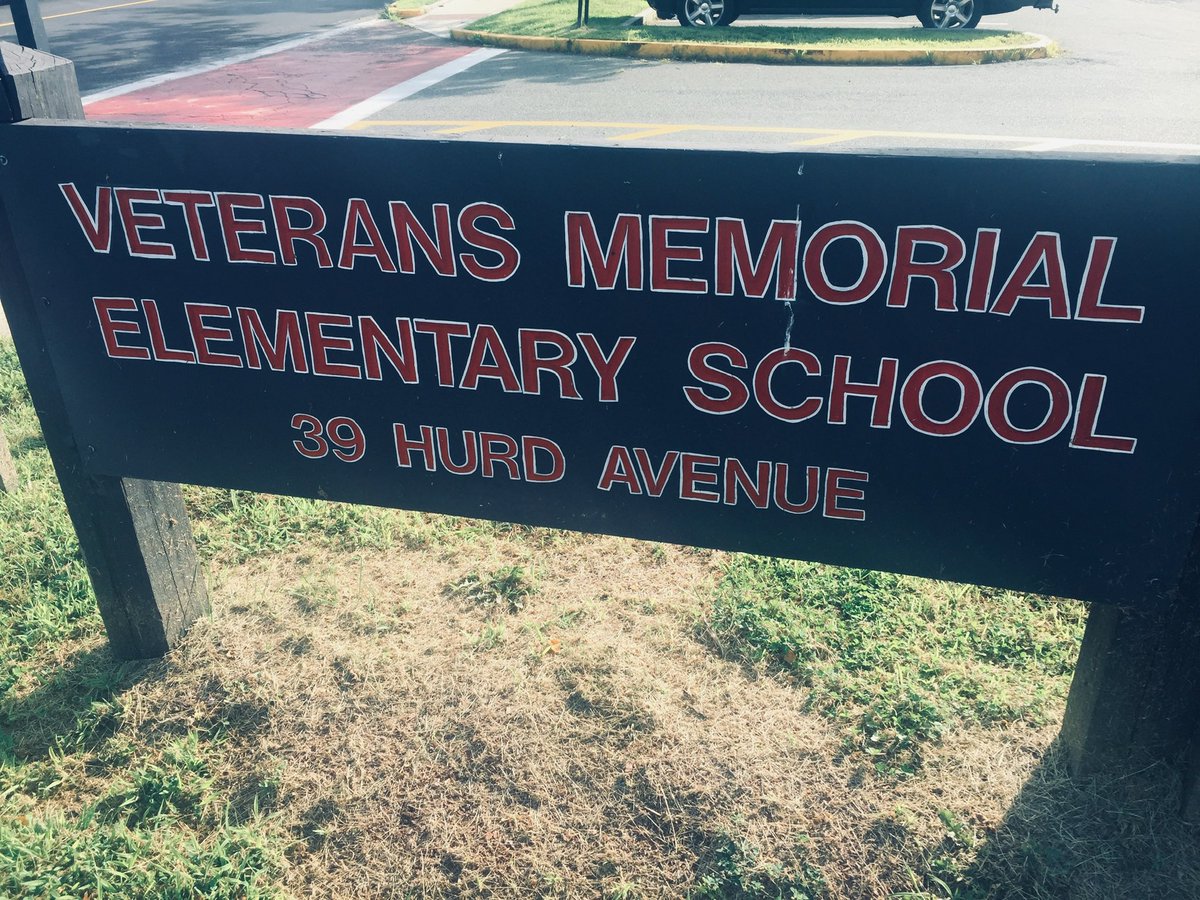 VETERANS MEMORIAL
ELEMENTARY SCHOOL
39 HURD AVENUE